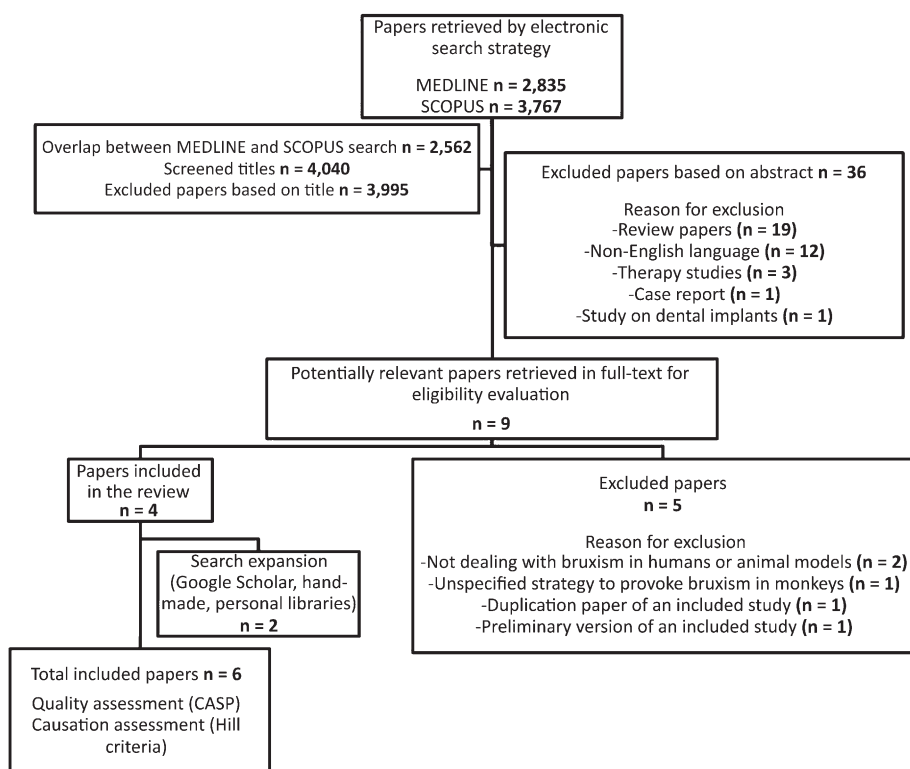 Papers retrieved by electronic
search strategy
MEDLINE n = 2,835
SCOPUS n = 3,767
Overlap between MEDLINE and SCOPUS search n = 2,562
Screened titles n = 4,040
Excluded papers based on title n = 3,995
Excluded papers based on abstract n = 36
Reason for exclusion
-Review papers (n = 19)
-Non-English language (n = 12)
-Therapy studies (n = 3)
-Case report (n = 1)
-Study on dental implants (n = 1)
Potentially relevant papers retrieved in full-text for
eligibility evaluation
n = 9
Papers included
in the review
n = 4
Excluded papers
n = 5
Reason for exclusion
-Not dealing with bruxism in humans or animal models (n = 2)
-Unspecified strategy to provoke bruxism in monkeys (n = 1)
-Duplication paper of an included study (n = 1)
-Preliminary version of an included study (n = 1)
Search expansion
(Google Scholar, hand-
made, personal libraries)
n = 2
Total included papers n = 6
Quality assessment (CASP)
Causation assessment (Hill
criteria)